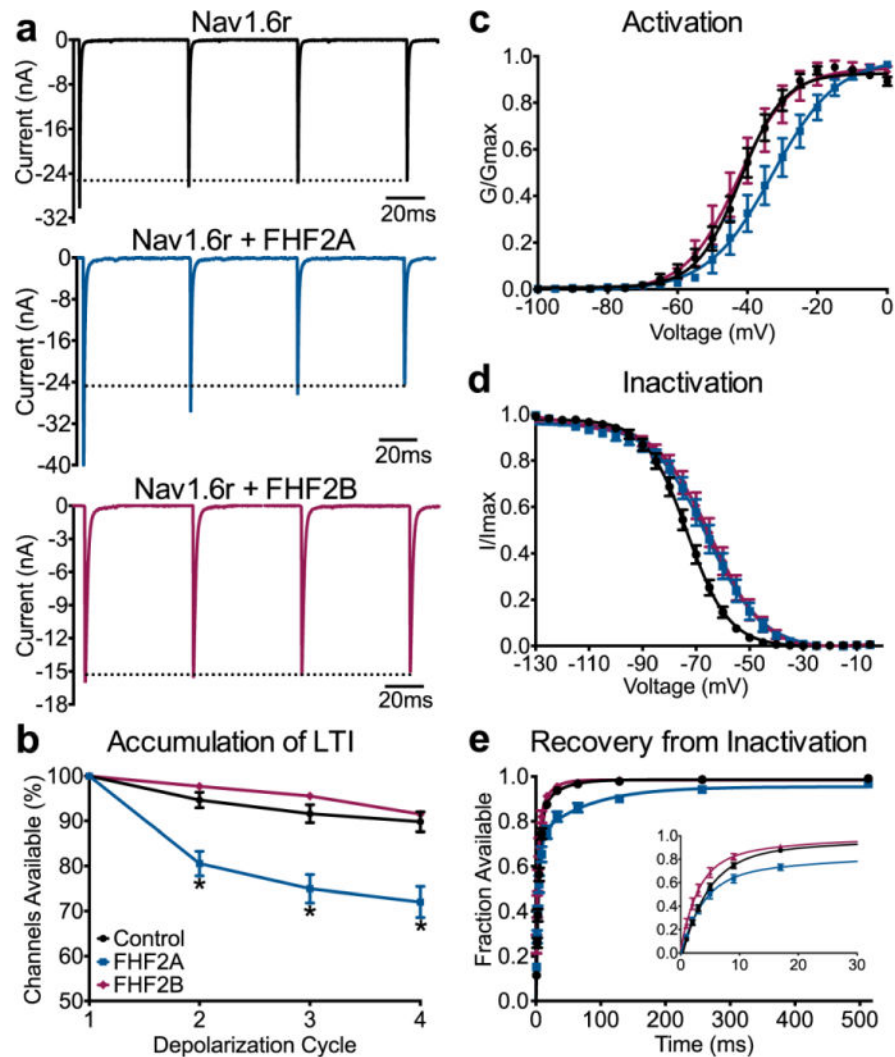 a
Nav1.6r
Current (nA)
0
-8
-16
-24
-32
20ms
Nav1.6r + FHF2A
Current (nA)
0
-8
-16
-24
-32
-40
20ms
Nav1.6r + FHF2B
Current (nA)
0
-3
-6
-9
-12
-15
-18
20ms
b
Accumulation of LTI
Channels Available (%)
100
90
80
70
60
50
* * *
Control
FHF2A
FHF2B
1 2 3 4
Depolarization Cycle
c
Activation
G/Gmax
1.0
0.8
0.6
0.4
0.2
0.0
-100 -80 -60 -40 -20 0
Voltage (mV)
d
Inactivation
I/Imax
1.0
0.8
0.6
0.4
0.2
0.0
-130 -110 -90 -70 -50 -30 -10
Voltage (mV)
e
Recovery from Inactivation
Fraction Available
1.0
0.8
0.6
0.4
0.2
0.0
0 100 200 300 400 500
Time (ms)
1.0
0.8
0.6
0.4
0.2
0.0
0 10 20 30